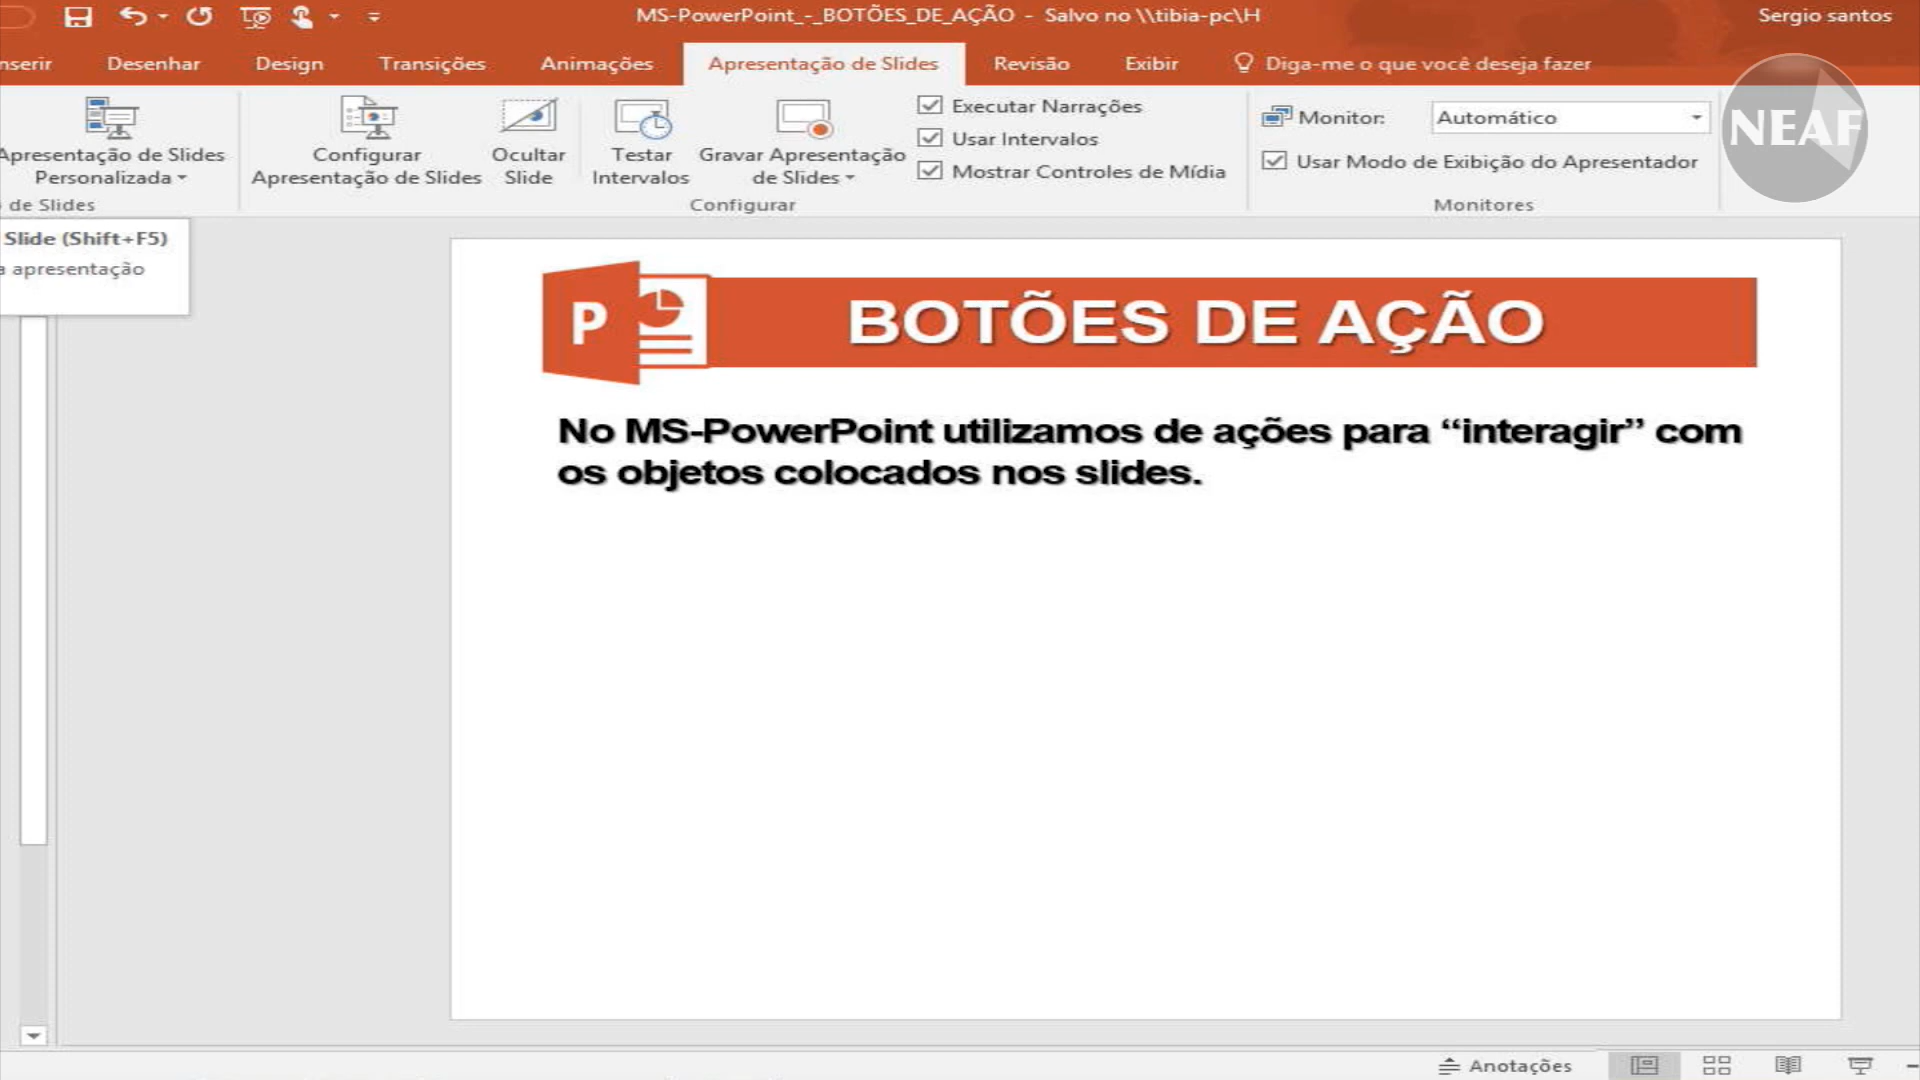 MS-PowerPoint_-_BOTÕES_DE_AÇÃO - Salvo no \\tibia-pc\H
Sergio santos
nserir Desenhar Design Transições Animações Apresentação de Slides Revisão Exibir Diga-me o que você deseja fazer
NEAF
Apresentação de Slides
Personalizada
Configurar
Apresentação de Slides
Ocultar
Slide
Testar
Intervalos
Gravar Apresentação
de Slides
Executar Narrações
Usar Intervalos
Mostrar Controles de Mídia
Monitor: Automático
Usar Modo de Exibição do Apresentador
de Slides
Configurar
Monitores
Slide (Shift+F5)
a apresentação
P
BOTÕES DE AÇÃO
No MS-PowerPoint utilizamos de ações para “interagir” com
os objetos colocados nos slides.
Anotações